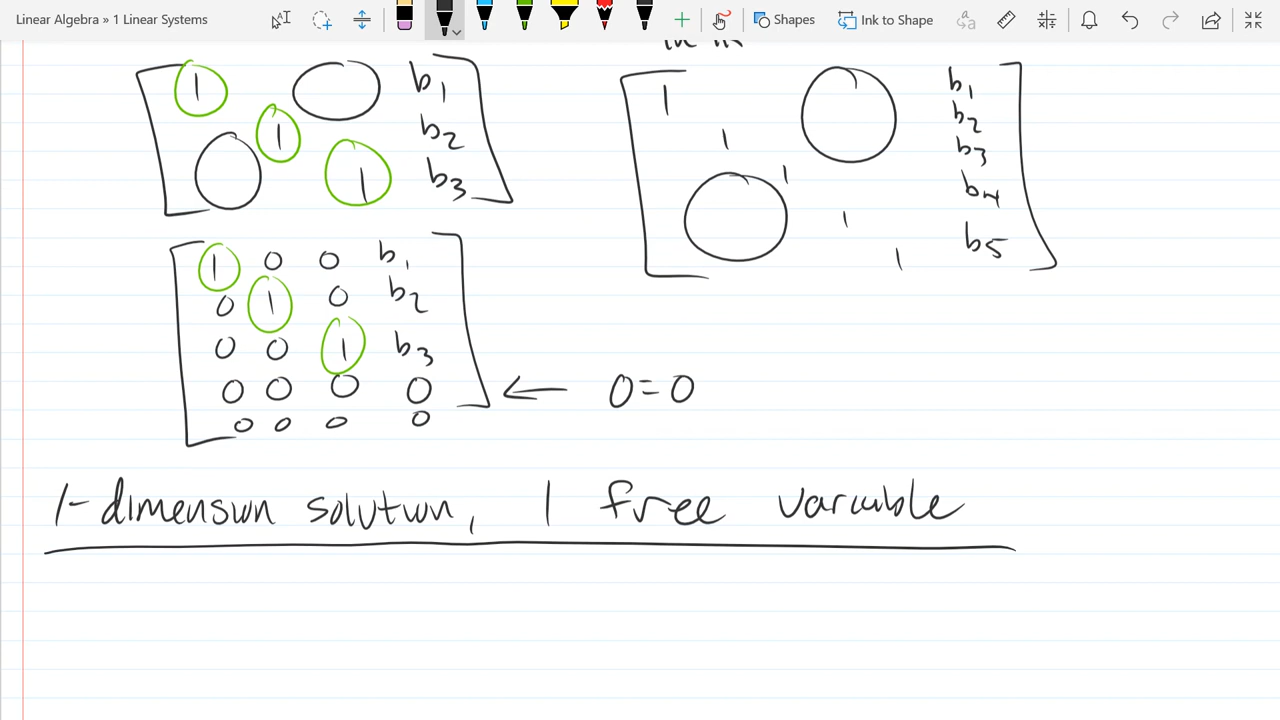 Linear Algebra » 1 Linear Systems
Shapes
Ink to Shape
1 b1
1 b2
1 b3
1 b1
1 b2
1 b3
1 b4
1 b5
1 0 0 b1
0 1 0 b2
0 0 1 b3
0 0 0 0 ← 0=0
0 0 0 0
1-dimension solution, 1 free variable